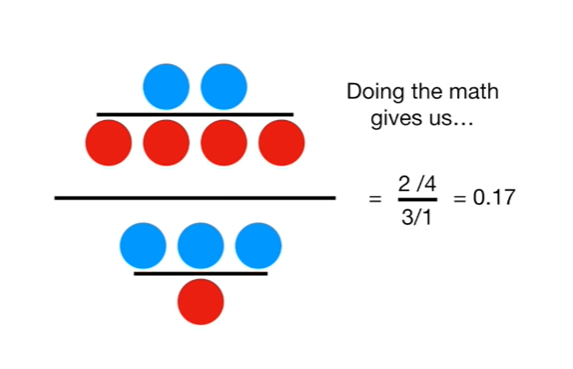 Doing the math
gives us...
= 2 /4 = 0.17
3/1